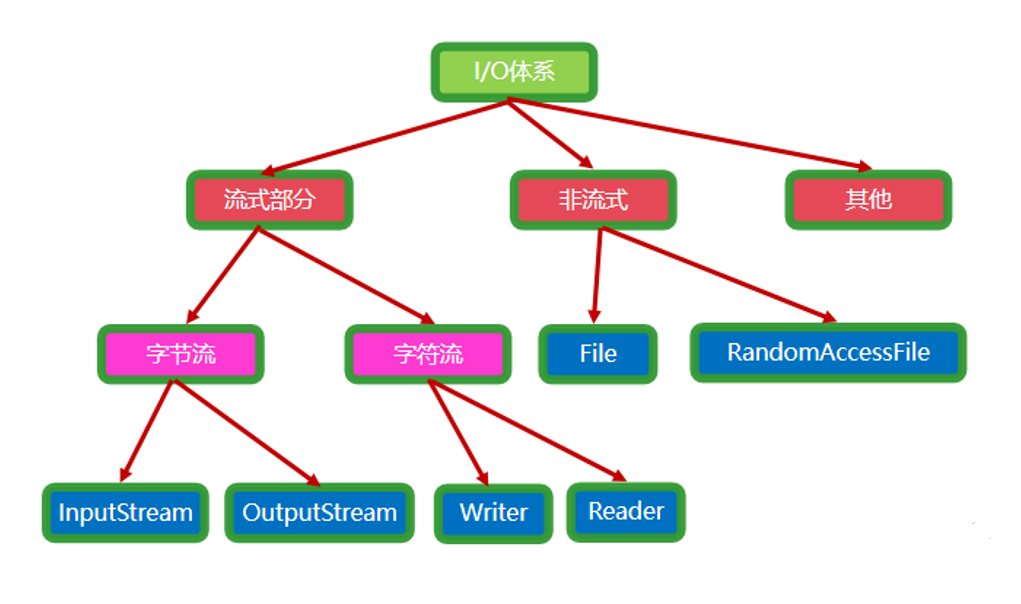 I/O体系
流式部分
非流式
其他
字节流
字符流
File
RandomAccessFile
InputStream
OutputStream
Writer
Reader